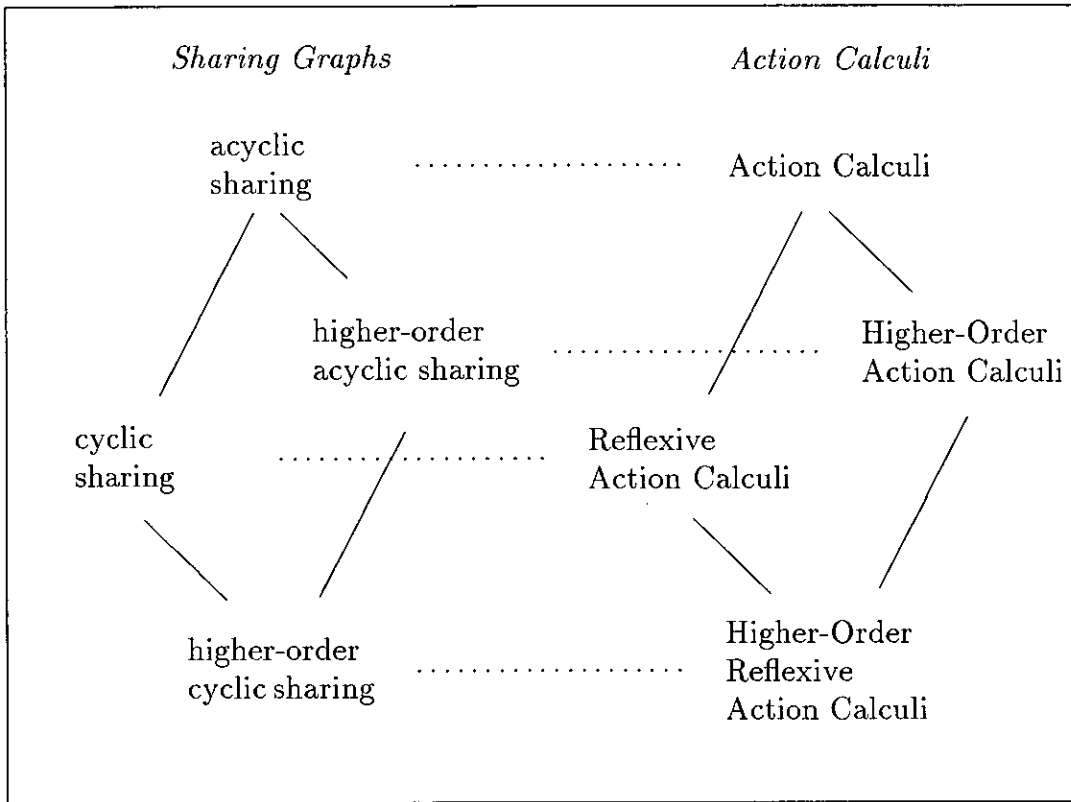 Sharing Graphs
Action Calculi
acyclic
sharing
Action Calculi
higher-order
acyclic sharing
Higher-Order
Action Calculi
cyclic
sharing
Reflexive
Action Calculi
higher-order
cyclic sharing
Higher-Order
Reflexive
Action Calculi